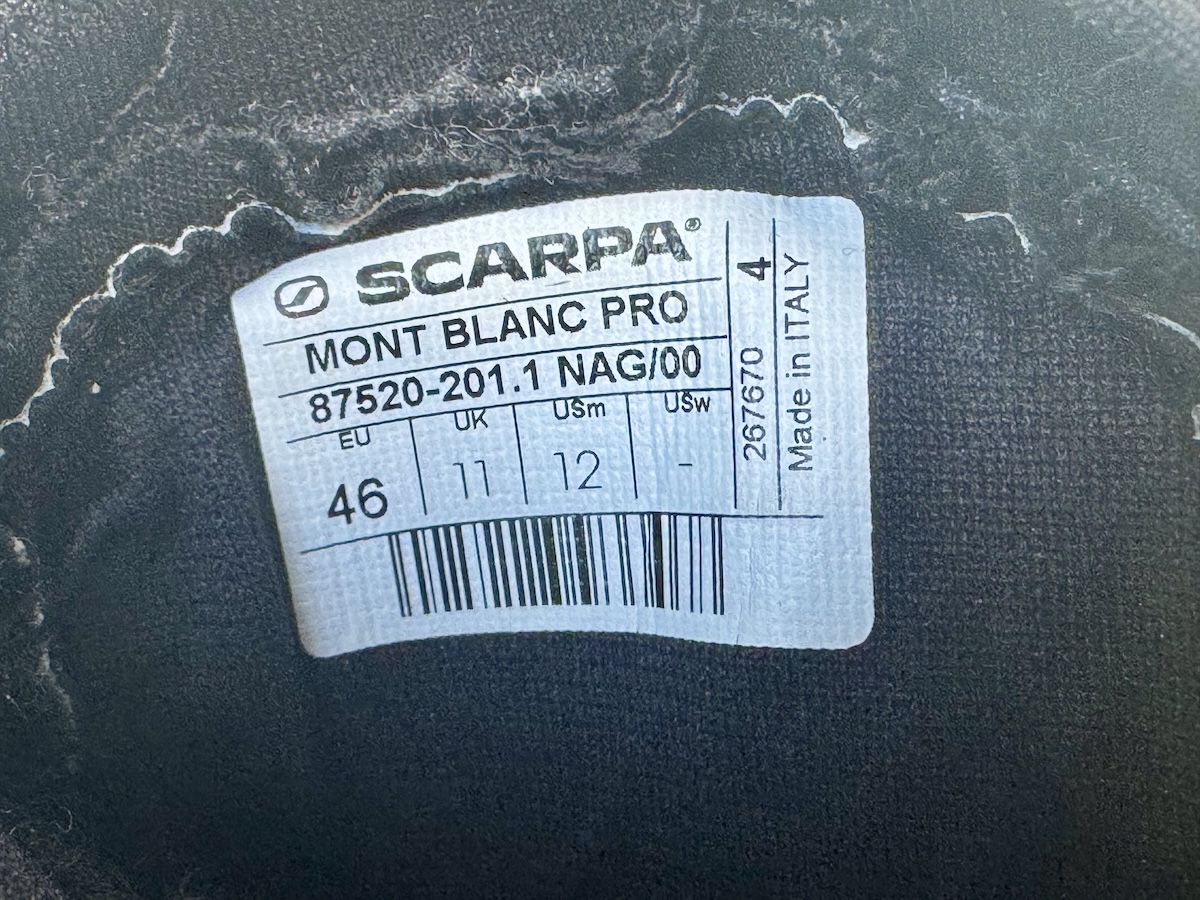 SCARPA®
MONT BLANC PRO
87520-201.1 NAG/00
EU UK USm USw
46 11 12 -
267670 4
Made in ITALY